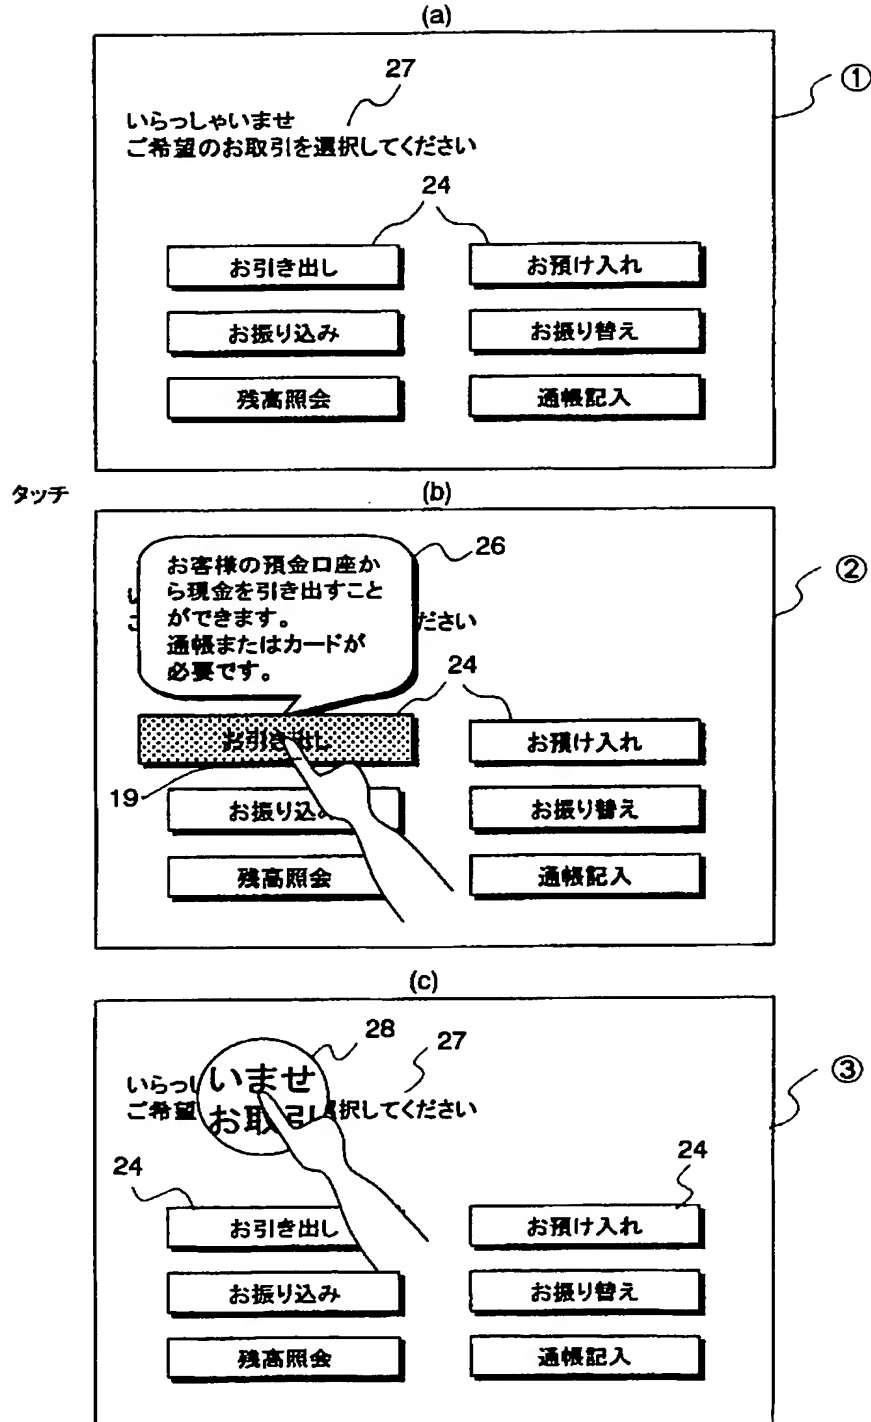 (a)
27
①
いらっしゃいませ
ご希望のお取引を選択してください
24
お引き出し
お預け入れ
お振り込み
お振り替え
残高照会
通帳記入
タッチ
(b)
26
②
お客様の預金口座か
ら現金を引き出すこと
ができます。
通帳またはカードが
必要です。
ださい
24
24
お引き出し
お預け入れ
19
お振り込み
お振り替え
残高照会
通帳記入
(c)
28
27
③
いらっし
いませ
ご希望
お取引
選択してください
24
24
お引き出し
お預け入れ
お振り込み
お振り替え
残高照会
通帳記入